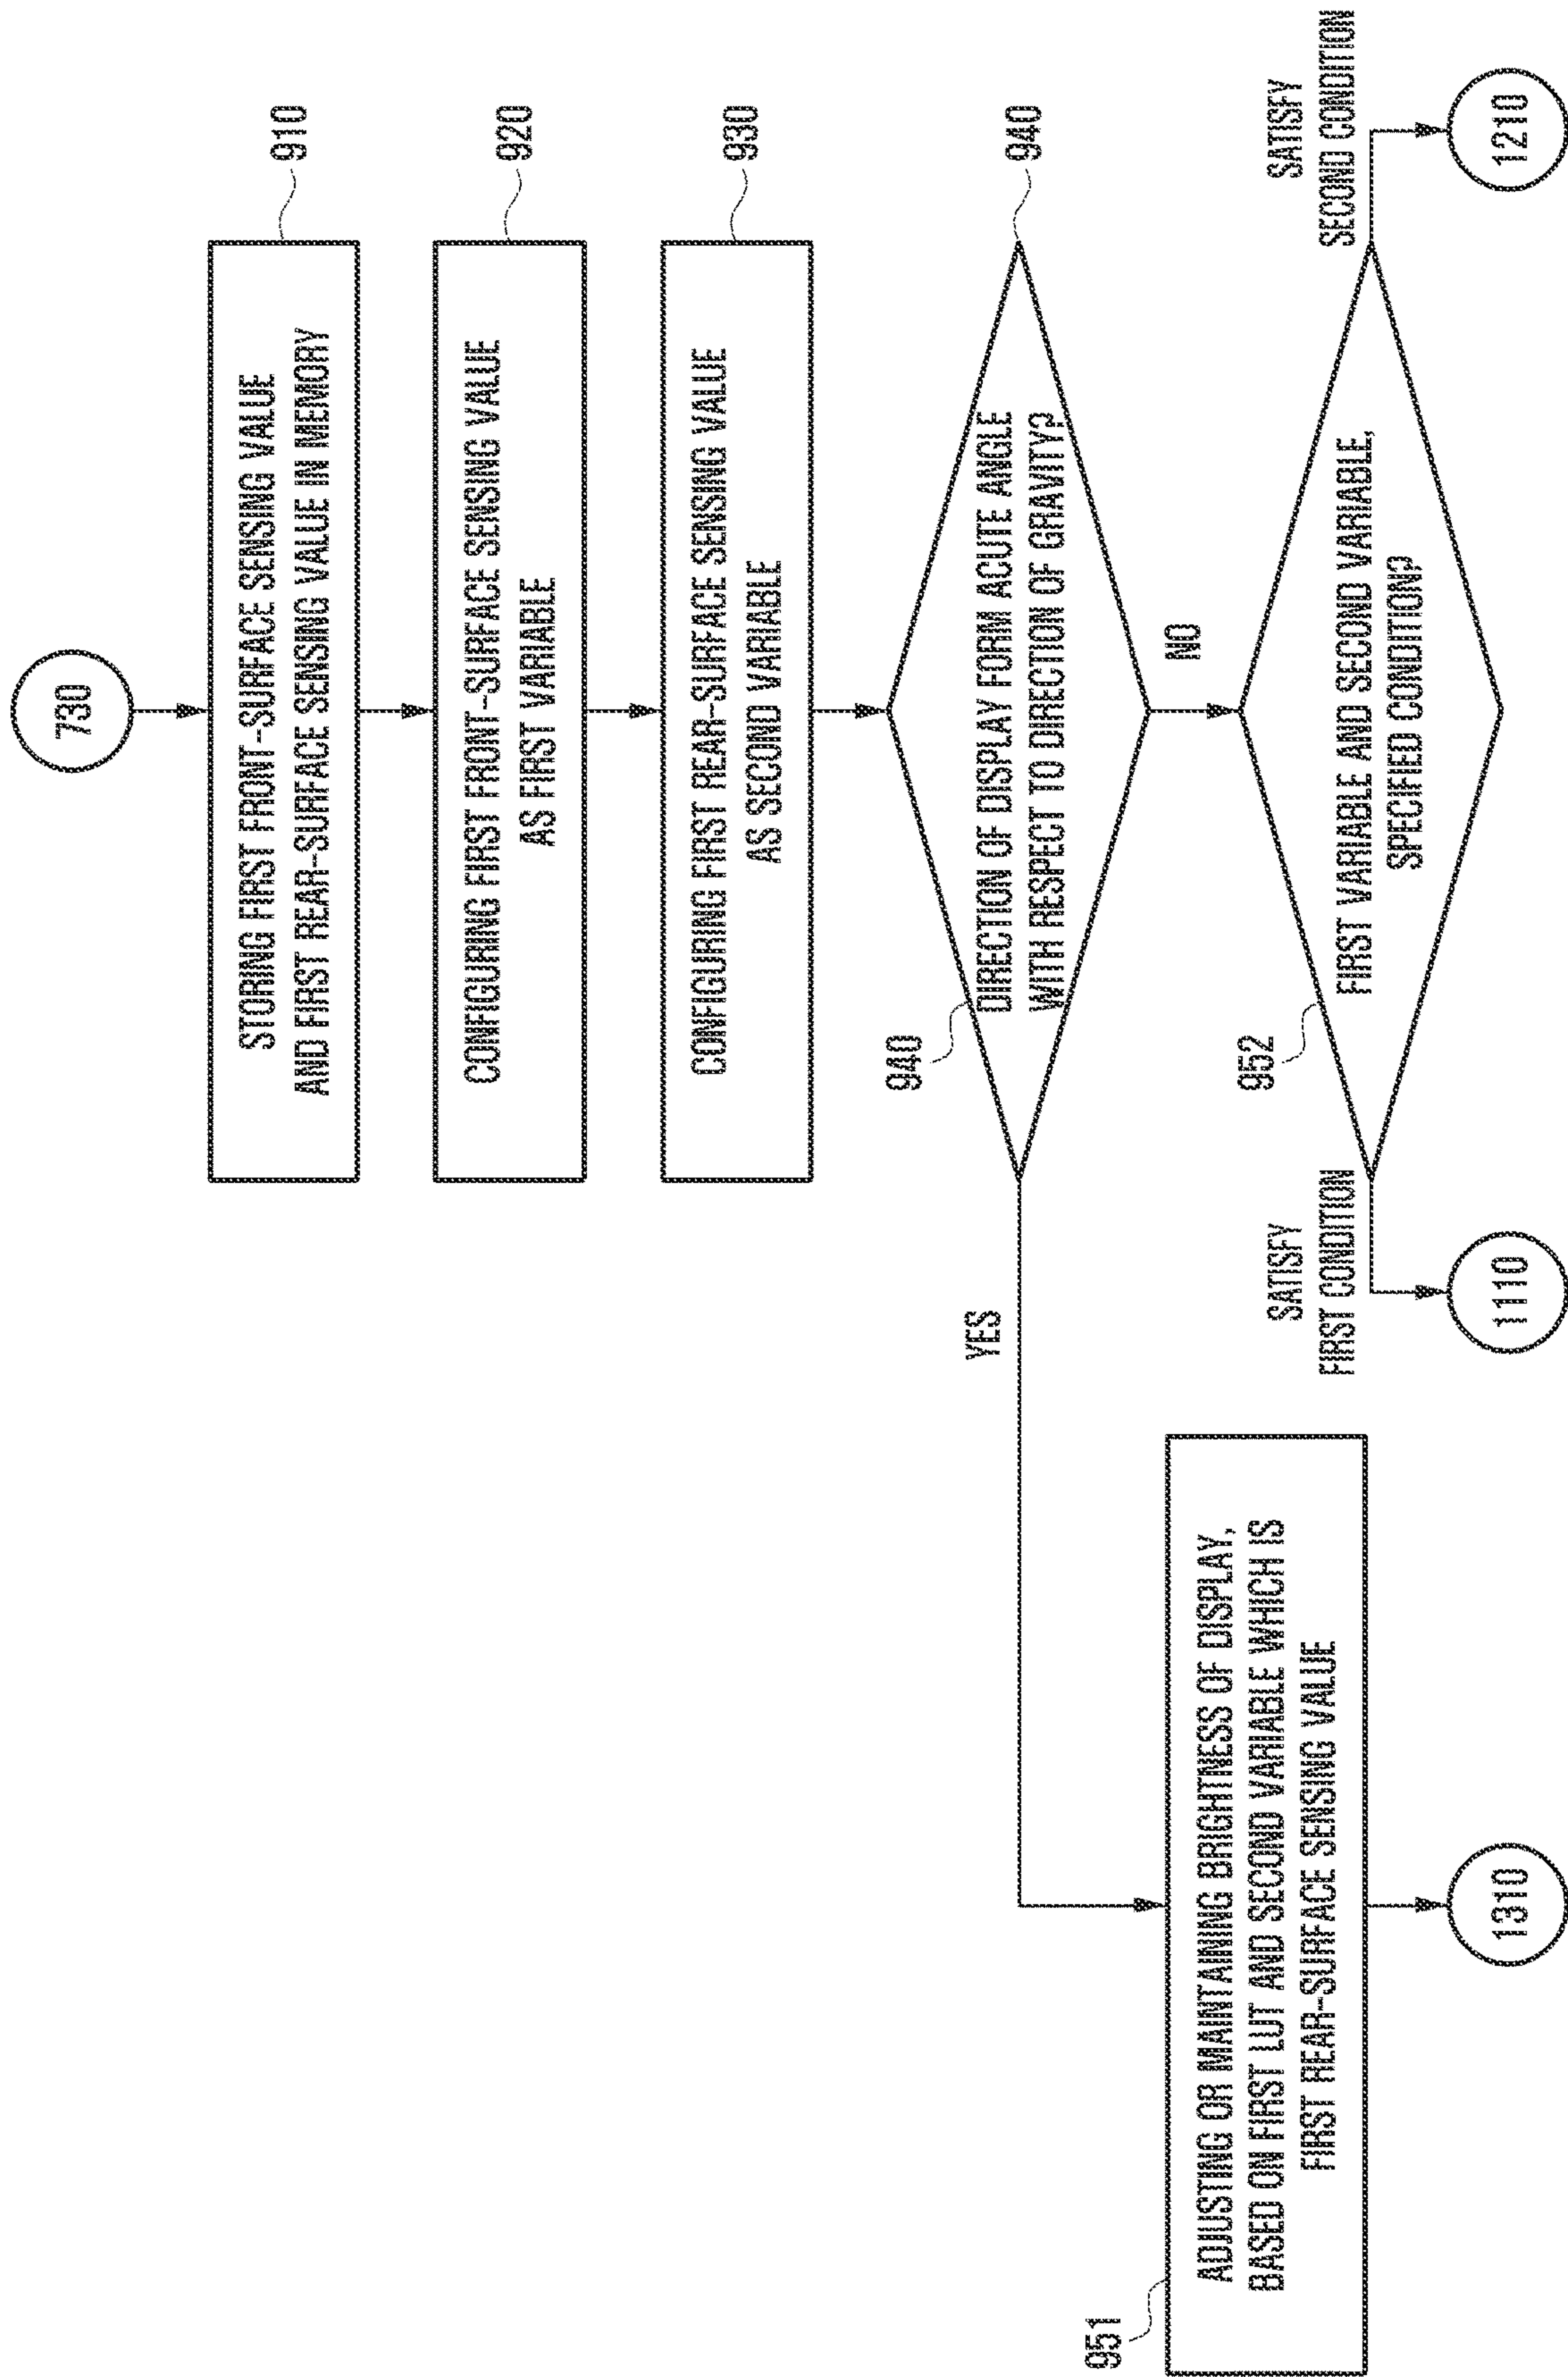 730
STORING FIRST FRONT-SURFACE SENSING VALUE
AND FIRST REAR-SURFACE SENSING VALUE IN MEMORY
910
CONFIGURING FIRST FRONT-SURFACE SENSING VALUE
AS FIRST VARIABLE
920
CONFIGURING FIRST REAR-SURFACE SENSING VALUE
AS SECOND VARIABLE
930
940
DIRECTION OF DISPLAY FORM ACUTE ANGLE
WITH RESPECT TO DIRECTION OF GRAVITY?
940
YES
NO
951
ADJUSTING OR MAINTAINING BRIGHTNESS OF DISPLAY,
BASED ON FIRST LUT AND SECOND VARIABLE WHICH IS
FIRST REAR-SURFACE SENSING VALUE
952
FIRST VARIABLE AND SECOND VARIABLE,
SPECIFIED CONDITION?
SATISFY
FIRST CONDITION
SATISFY
SECOND CONDITION
1310
1110
1210